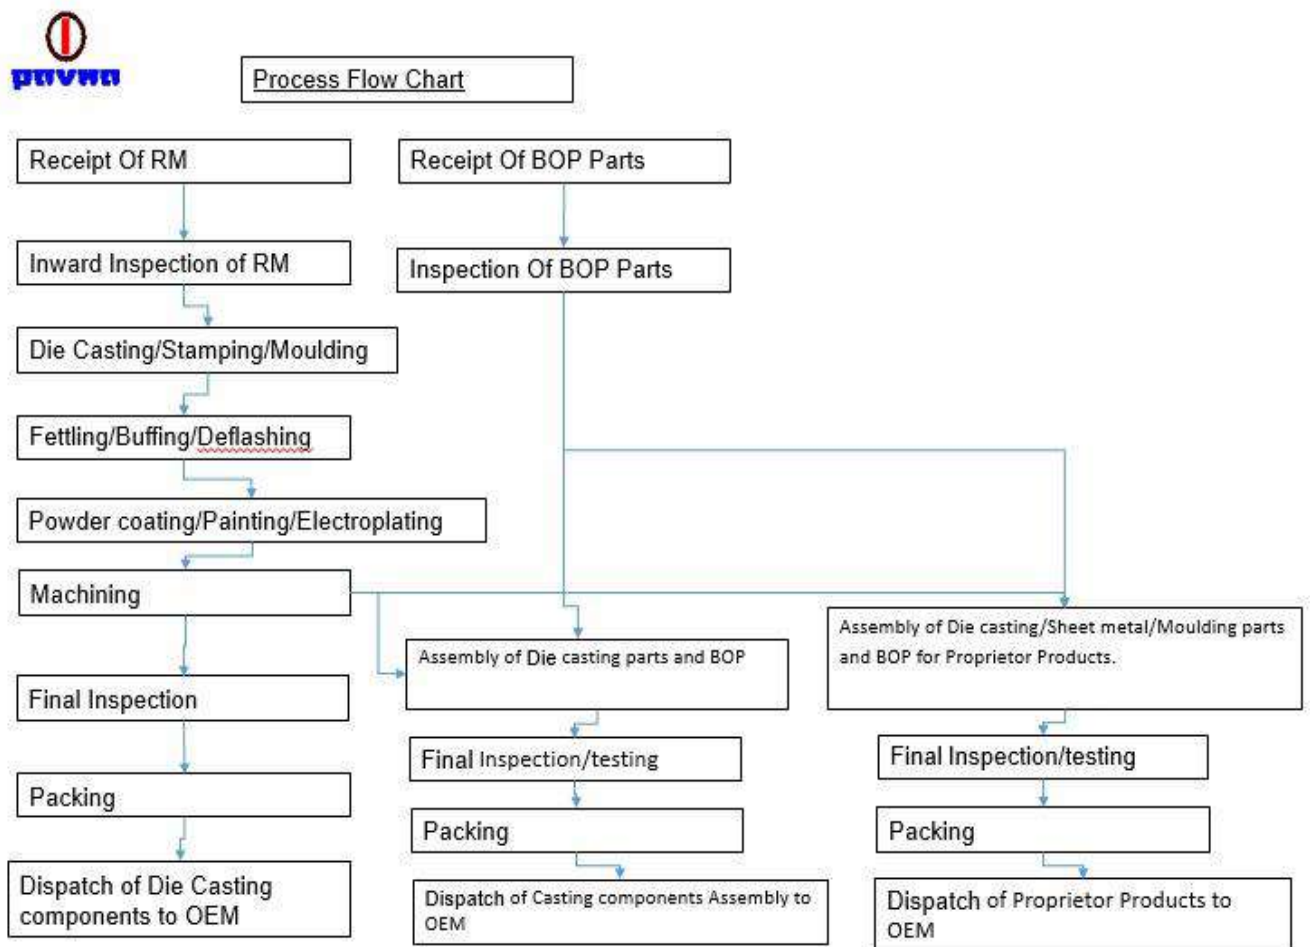 pavna
Process Flow Chart
Receipt Of RM
Receipt Of BOP Parts
Inward Inspection of RM
Inspection Of BOP Parts
Die Casting/Stamping/Moulding
Fettling/Buffing/Deflashing
Powder coating/Painting/Electroplating
Machining
Assembly of Die casting parts and BOP
Assembly of Die casting/Sheet metal/Moulding parts
and BOP for Proprietor Products.
Final Inspection
Final Inspection/testing
Final Inspection/testing
Packing
Packing
Packing
Dispatch of Die Casting
components to OEM
Dispatch of Casting components Assembly to
OEM
Dispatch of Proprietor Products to
OEM